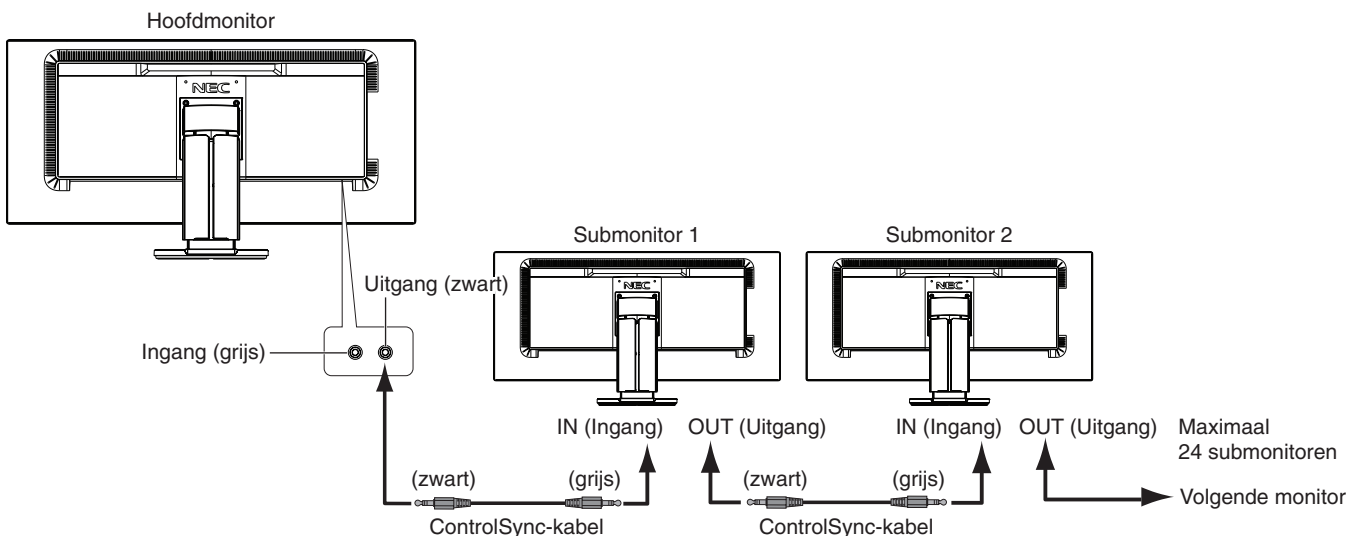 Hoofdmonitor
NEC
Uitgang (zwart)
Ingang (grijs)
Submonitor 1
Submonitor 2
NEC
NEC
IN (Ingang)
OUT (Uitgang)
IN (Ingang)
OUT (Uitgang)
Maximaal
24 submonitoren
(zwart)
(grijs)
(zwart)
(grijs)
Volgende monitor
ControlSync-kabel
ControlSync-kabel